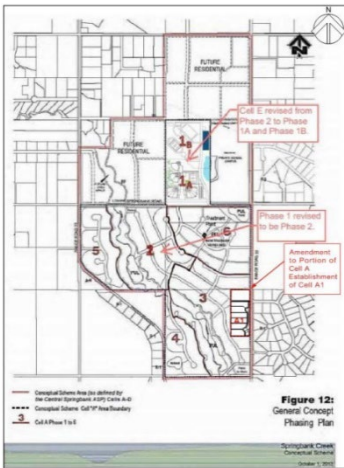 N
FUTURE
RESIDENTIAL
Cell E revised from
Phase 2 to Phase
1A and Phase 1B.
1B
FUTURE
RESIDENTIAL
1A
Treatment
Phase 1 revised
to be Phase 2.
6
2
5
Amendment
to Portion of
Cell A
Establishment
of Cell A1
3
A1
4
Conceptual Scheme Area (as defined by
the Central Springbank ASP) Cells A-D
Conceptual Scheme Cell "F" Area/Boundary
3 Cell A Phase 1 to 6
Figure 12:
General Concept
Phasing Plan
Springbank Creek
Conceptual Scheme